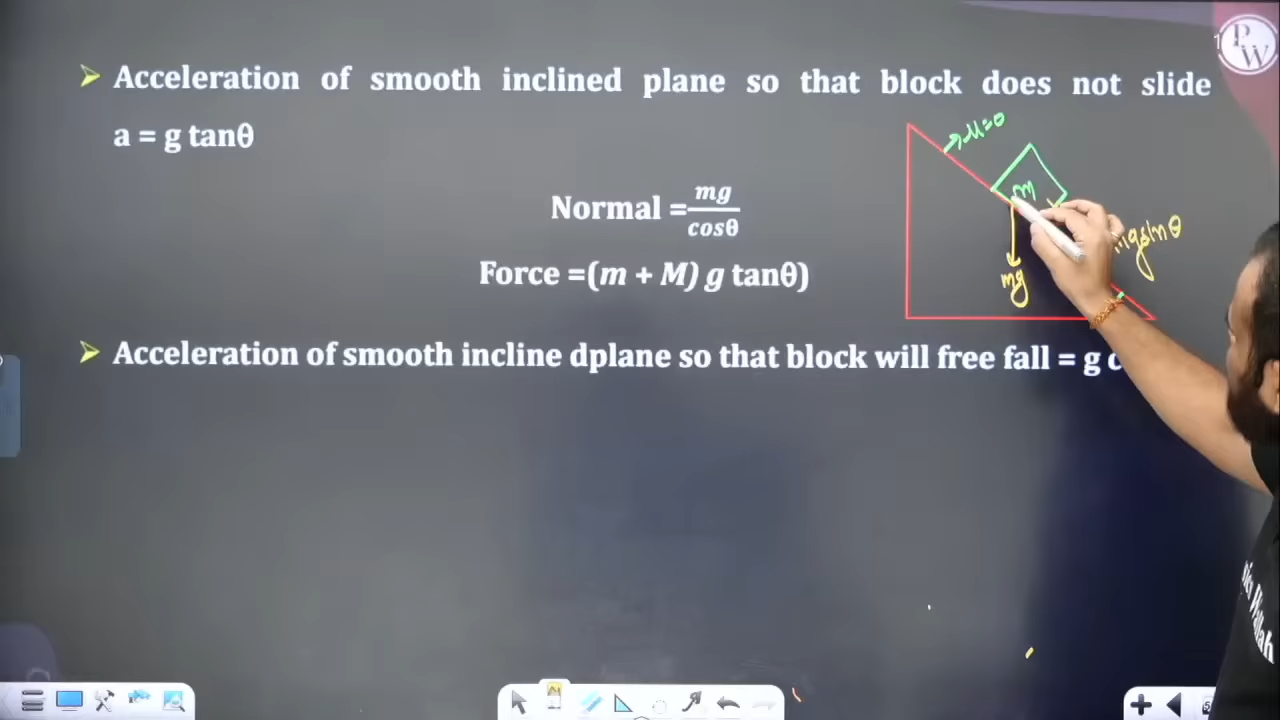 Acceleration of smooth inclined plane so that block does not slide
a = g tanθ
Normal = mg/cosθ
Force =(m + M) g tanθ)
Acceleration of smooth incline dplane so that block will free fall = g c
μ=0
m
mg
mgsinθ
PW